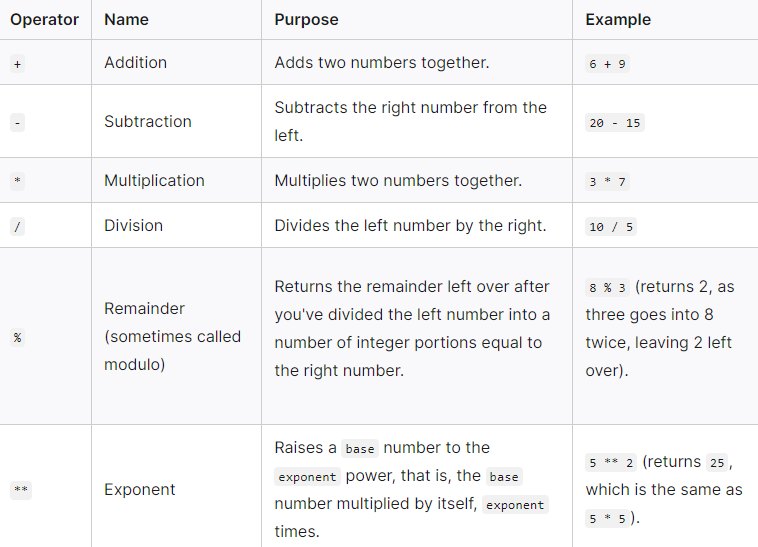 Operator Name Purpose Example
+ Addition Adds two numbers together. 6 + 9
- Subtraction Subtracts the right number from the
left. 20 - 15
* Multiplication Multiplies two numbers together. 3 * 7
/ Division Divides the left number by the right. 10 / 5
% Remainder
(sometimes called
modulo) Returns the remainder left over after
you've divided the left number into a
number of integer portions equal to
the right number. 8 % 3 (returns 2, as
three goes into 8
twice, leaving 2 left
over).
** Exponent Raises a base number to the
exponent power, that is, the base
number multiplied by itself, exponent
times. 5 ** 2 (returns 25,
which is the same as
5 * 5).